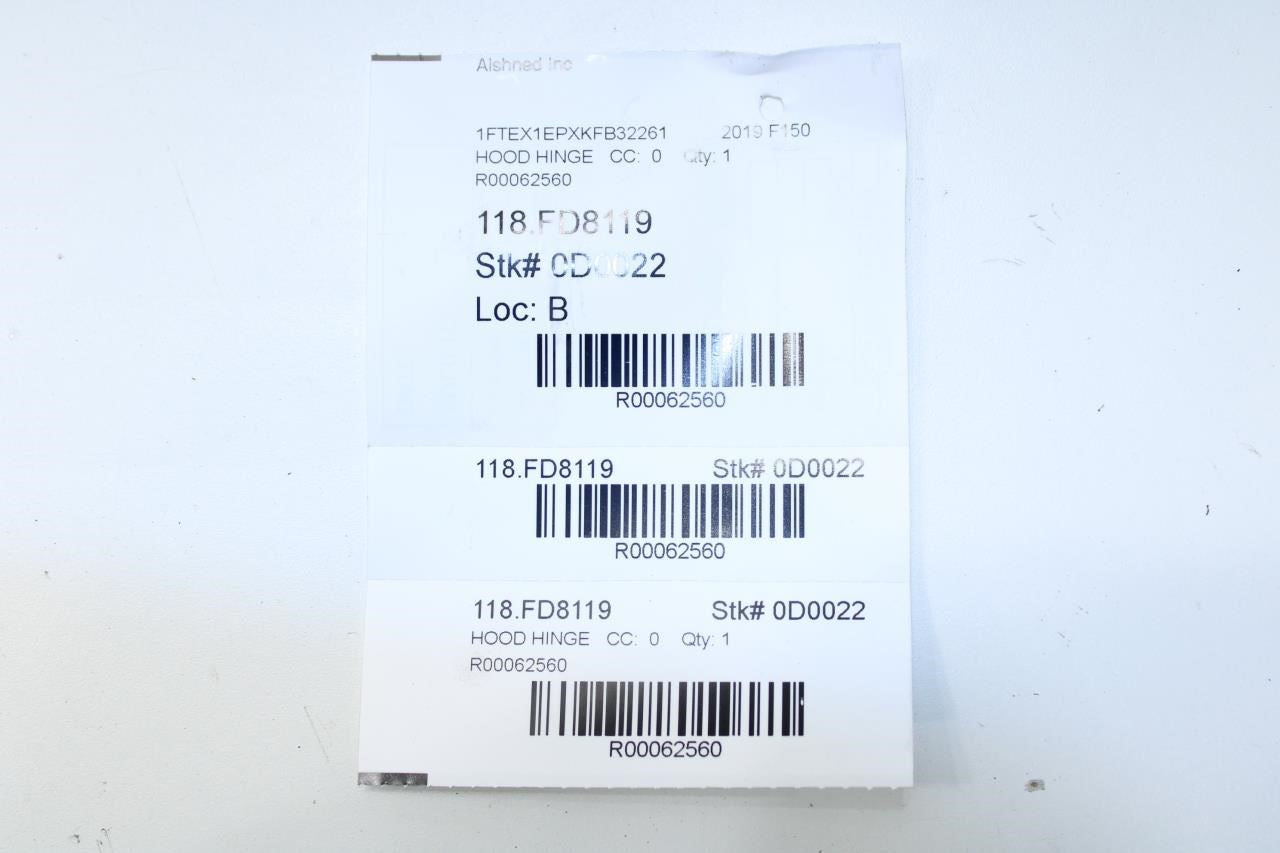 Alshned Inc
1FTEX1EPXKFB32261 2019 F150
HOOD HINGE CC: 0 Qty: 1
R00062560
118.FD8119
Stk# 0D0022
Loc: B
R00062560
118.FD8119 Stk# 0D0022
R00062560
118.FD8119 Stk# 0D0022
HOOD HINGE CC: 0 Qty: 1
R00062560
R00062560